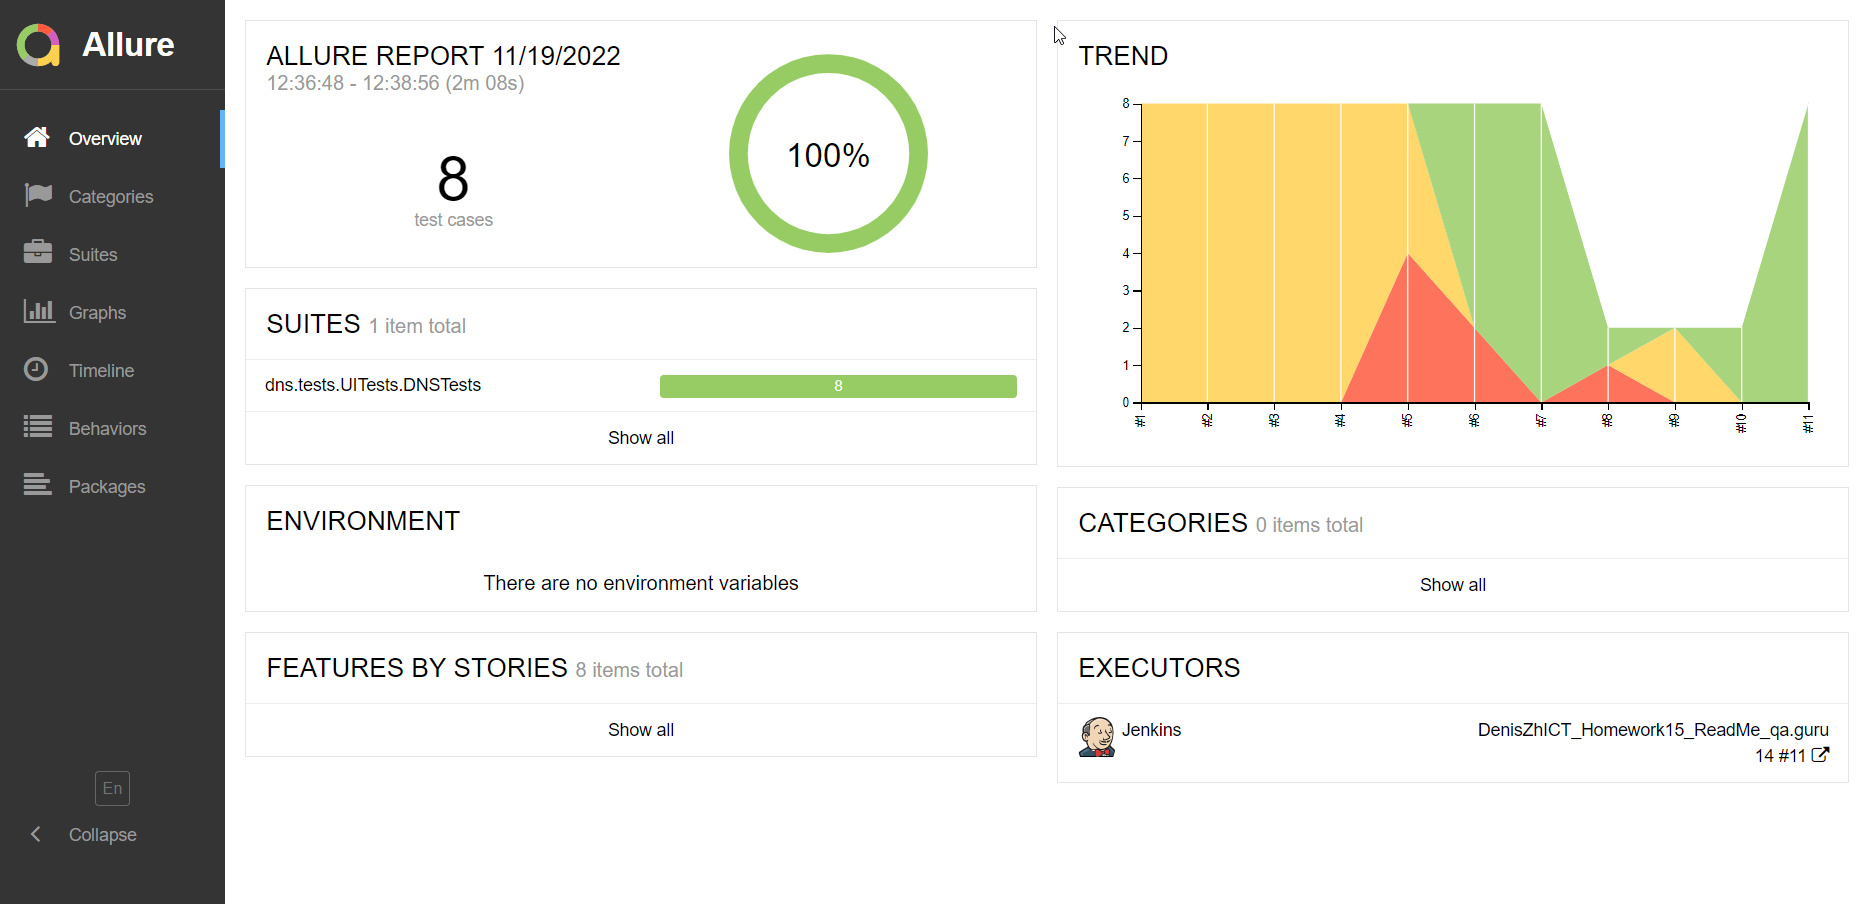 Allure
Overview
Categories
Suites
Graphs
Timeline
Behaviors
Packages
En
Collapse
ALLURE REPORT 11/19/2022
12:36:48 - 12:38:56 (2m 08s)
8
test cases
100%
SUITES 1 item total
dns.tests.UITests.DNSTests 8
Show all
ENVIRONMENT
There are no environment variables
FEATURES BY STORIES 8 items total
Show all
TREND
8
7
6
5
4
3
2
1
0
#1 #2 #3 #4 #5 #6 #7 #8 #9 #10 #11
CATEGORIES 0 items total
Show all
EXECUTORS
Jenkins DenisZhICT_Homework15_ReadMe_qa.guru
14 #11